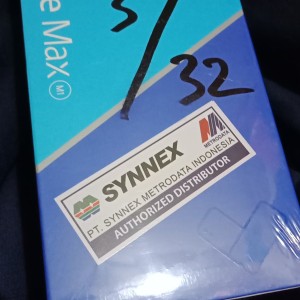 e Max M1
3/32
SYNNEX
METRODATA
PT. SYNNEX METRODATA INDONESIA
AUTHORIZED DISTRIBUTOR